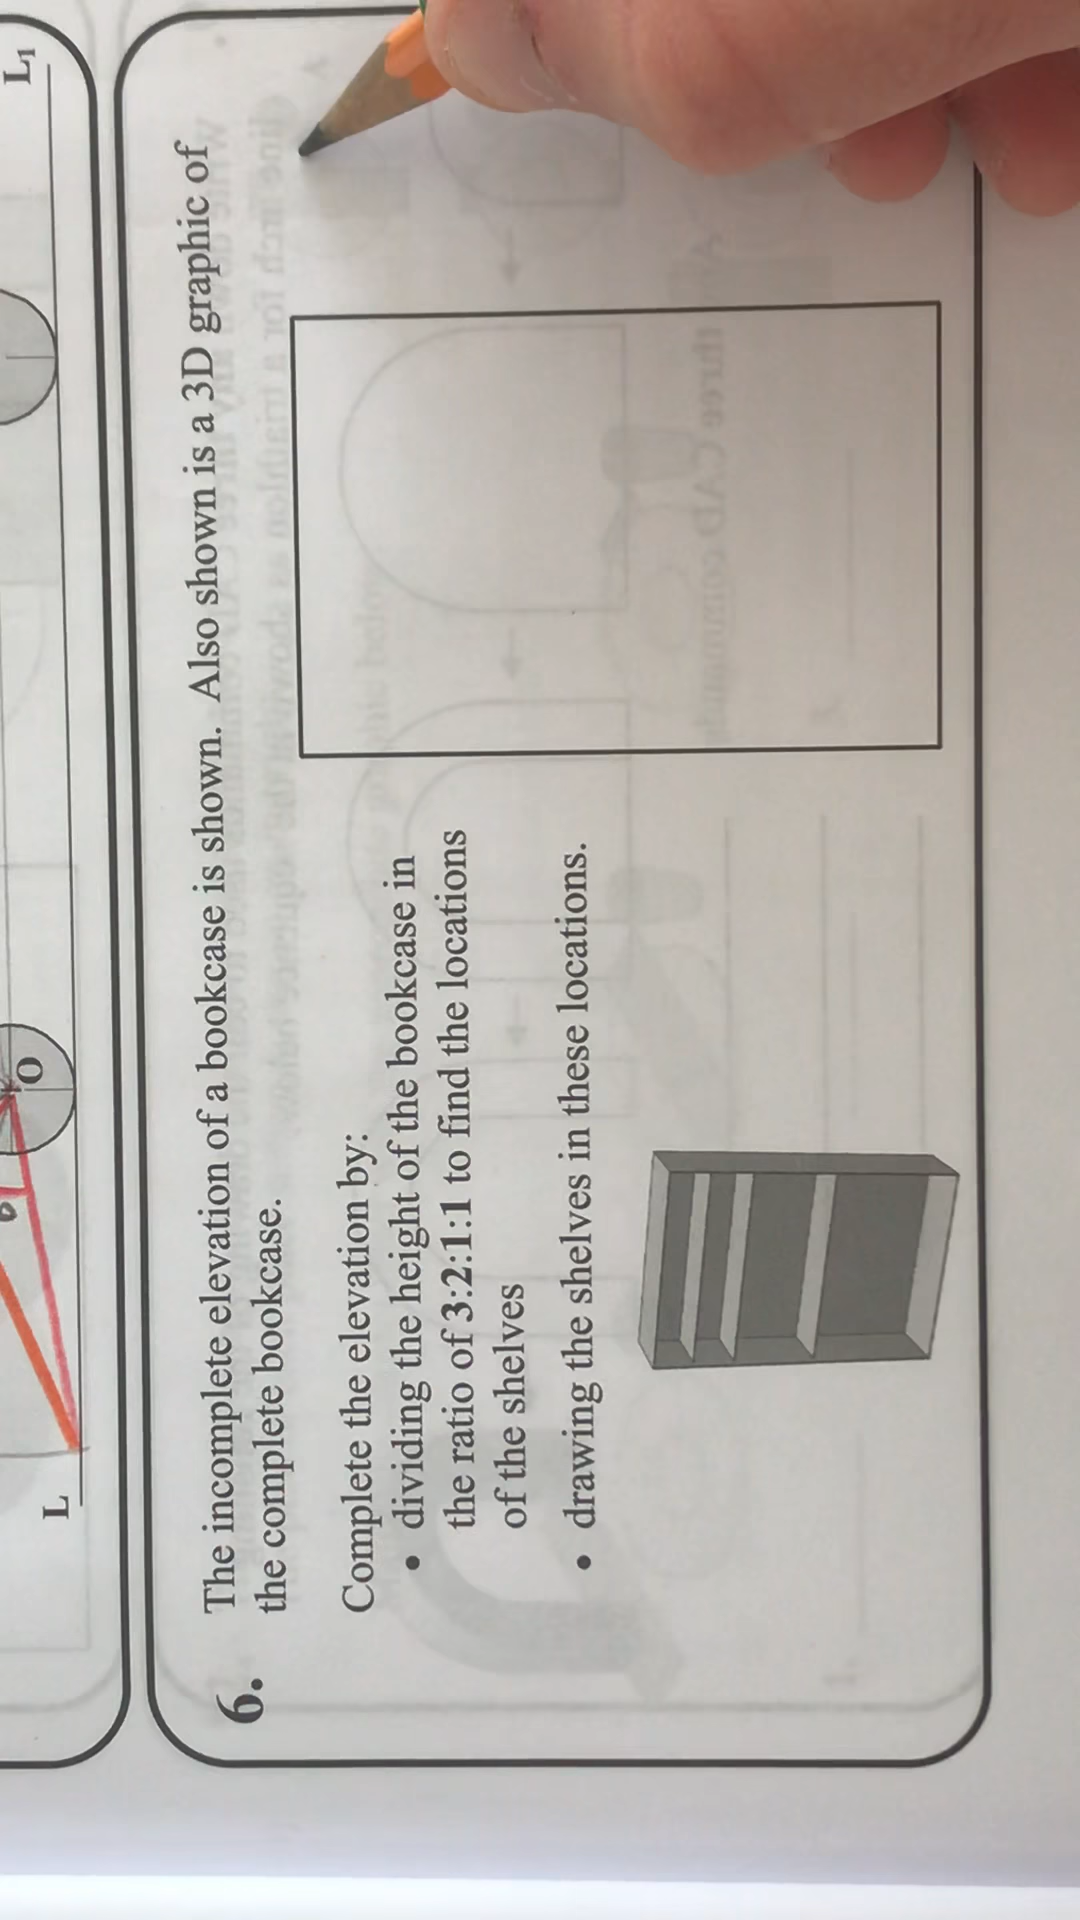 L
O
L₁
6. The incomplete elevation of a bookcase is shown. Also shown is a 3D graphic of
the complete bookcase.
Complete the elevation by:
• dividing the height of the bookcase in
the ratio of 3:2:1:1 to find the locations
of the shelves
• drawing the shelves in these locations.